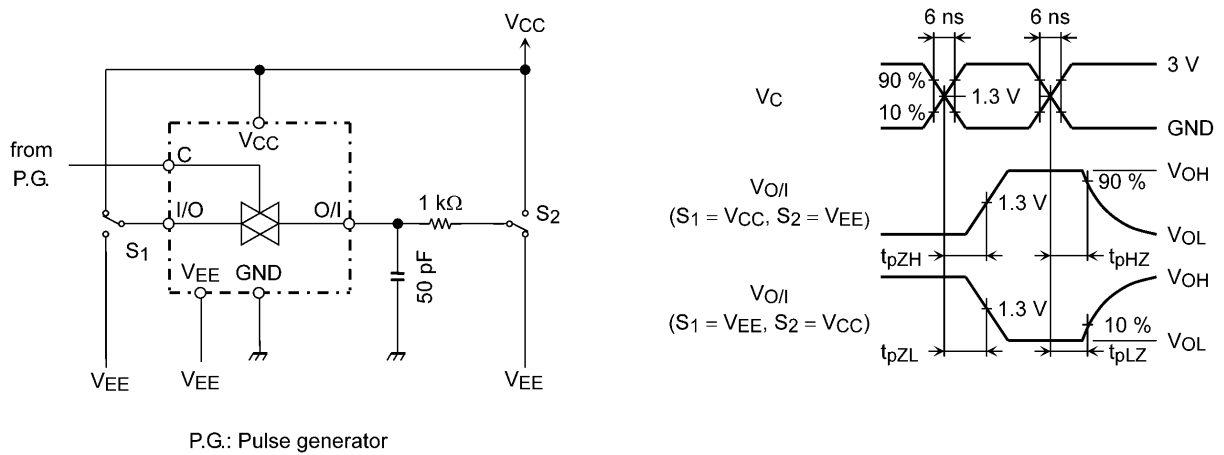 VCC
from
P.G.
C
VCC
I/O
O/I
1 kΩ
S1
S2
VEE
GND
50 pF
VEE
VEE
VEE
P.G.: Pulse generator
6 ns
6 ns
VC
90 %
10 %
1.3 V
3 V
GND
VO/I
(S1 = VCC, S2 = VEE)
1.3 V
90 %
VOH
VOL
tpZH
tpHZ
VO/I
(S1 = VEE, S2 = VCC)
1.3 V
10 %
VOH
VOL
tpZL
tpLZ